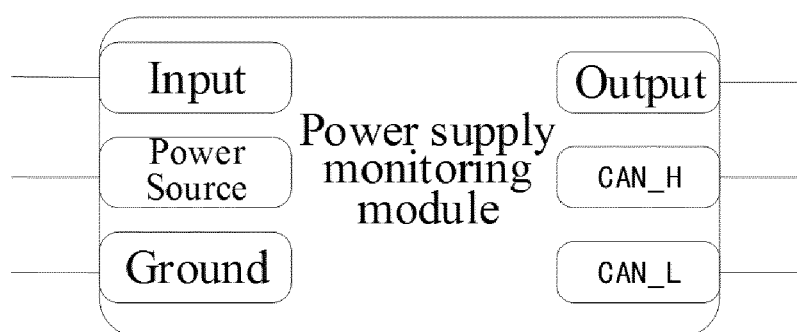 Input
Power
Source
Ground
Power supply
monitoring
module
Output
CAN_H
CAN_L